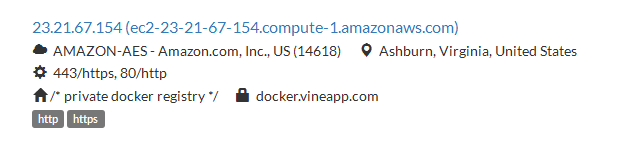 23.21.67.154 (ec2-23-21-67-154.compute-1.amazonaws.com)
AMAZON-AES - Amazon.com, Inc., US (14618) Ashburn, Virginia, United States
443/https, 80/http
/* private docker registry */ docker.vineapp.com
http https